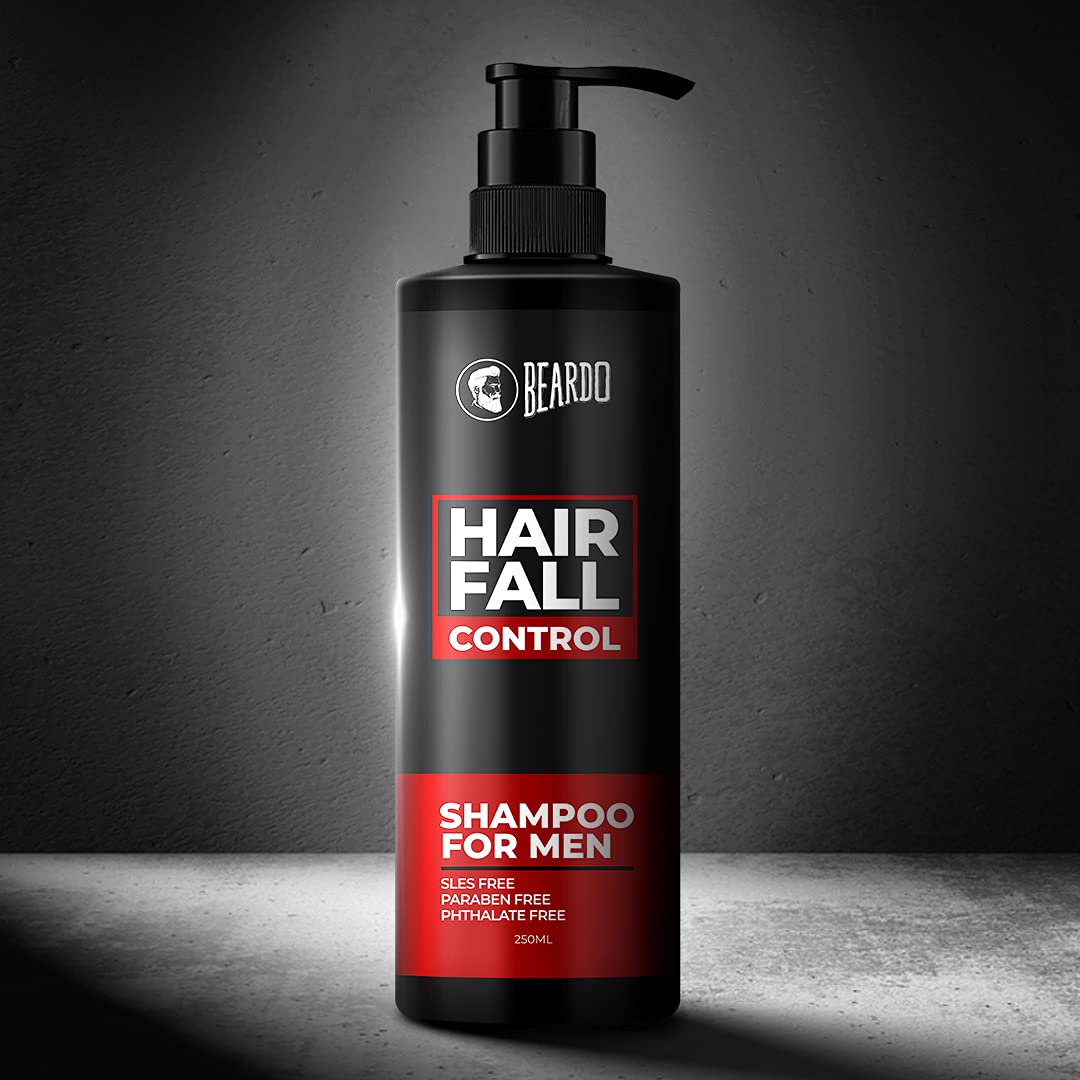 BEARDO
HAIR
FALL
CONTROL
SHAMPOO
FOR MEN
SLES FREE
PARABEN FREE
PHTHALATE FREE
250ML